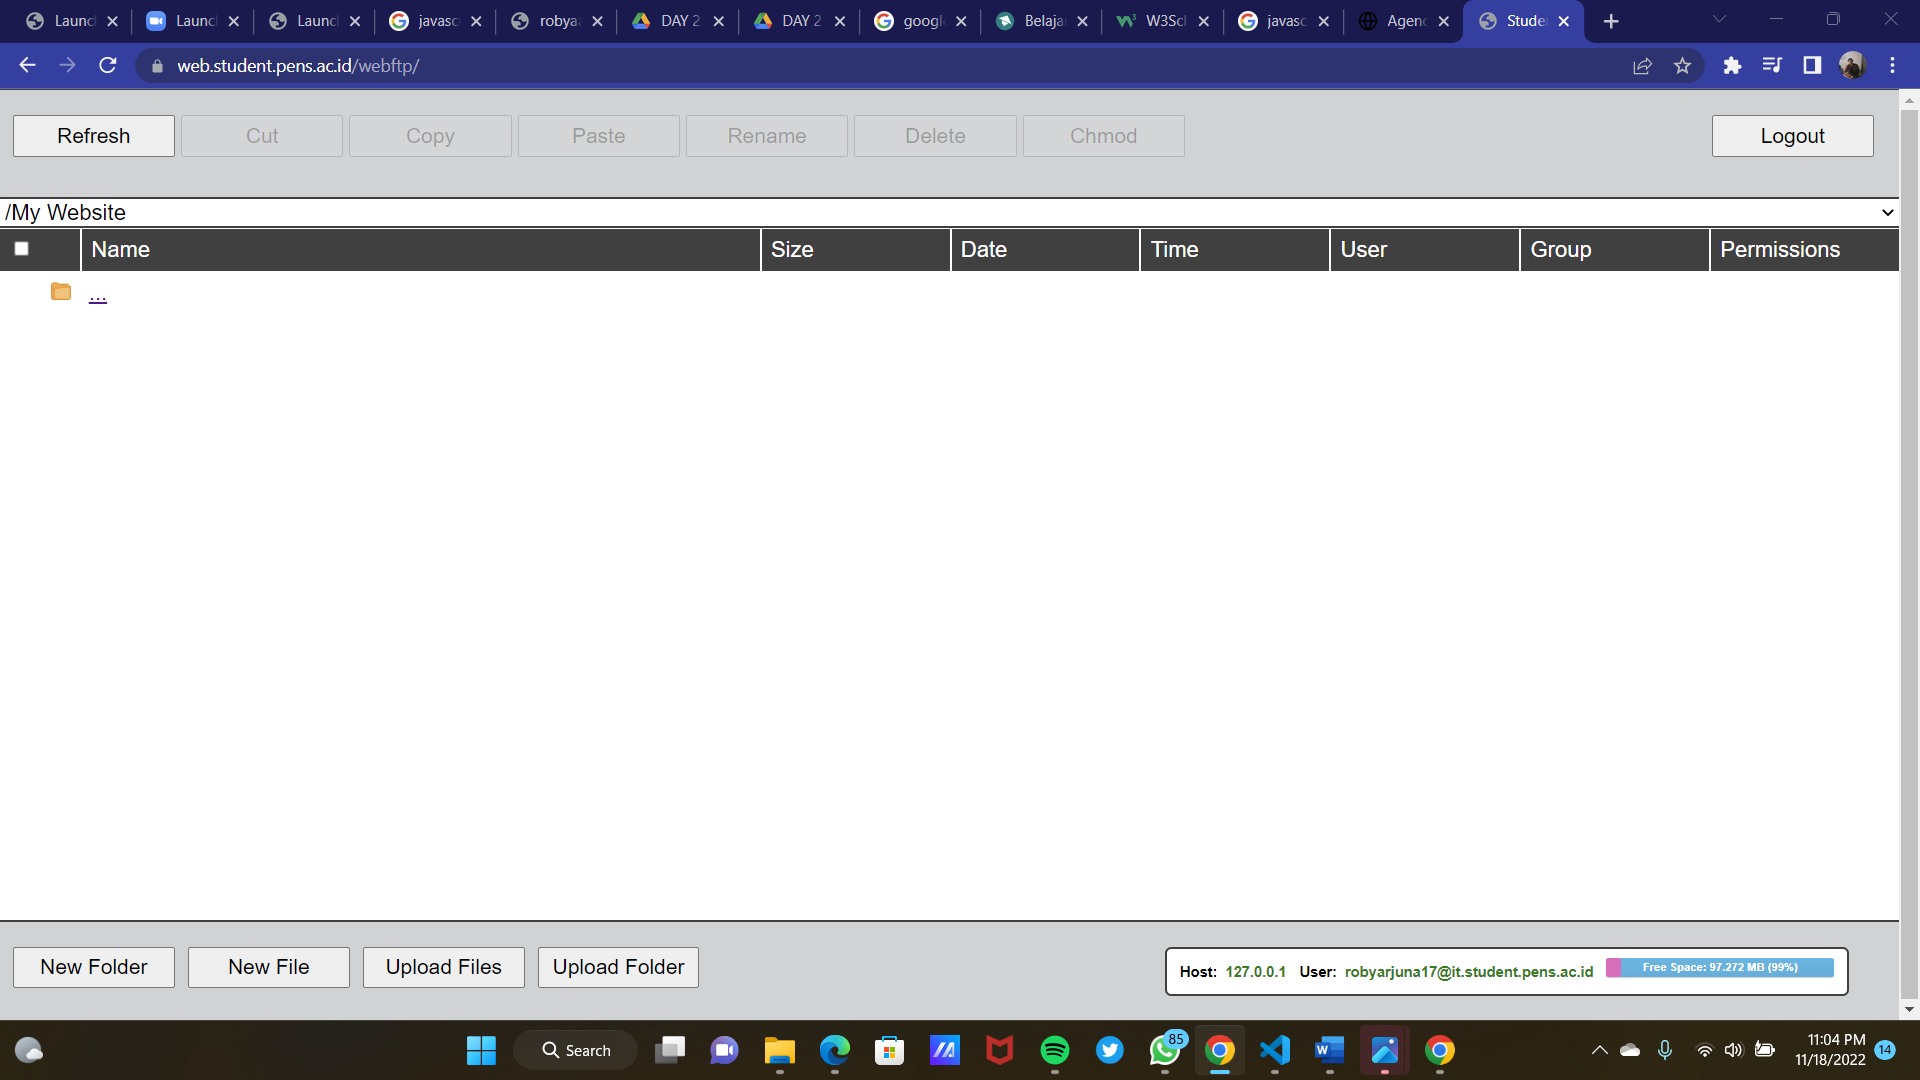 Launc
Launc
Launc
javasc
robyaa
DAY 2
DAY 2
googl
Belaja
W3Sch
javasc
Agenc
Stude
web.student.pens.ac.id/webftp/
Refresh
Cut
Copy
Paste
Rename
Delete
Chmod
Logout
/My Website
Name
Size
Date
Time
User
Group
Permissions
...
New Folder
New File
Upload Files
Upload Folder
Host: 127.0.0.1 User: robyarjuna17@it.student.pens.ac.id
Free Space: 97.272 MB (99%)
Search
85
11:04 PM
11/18/2022
14